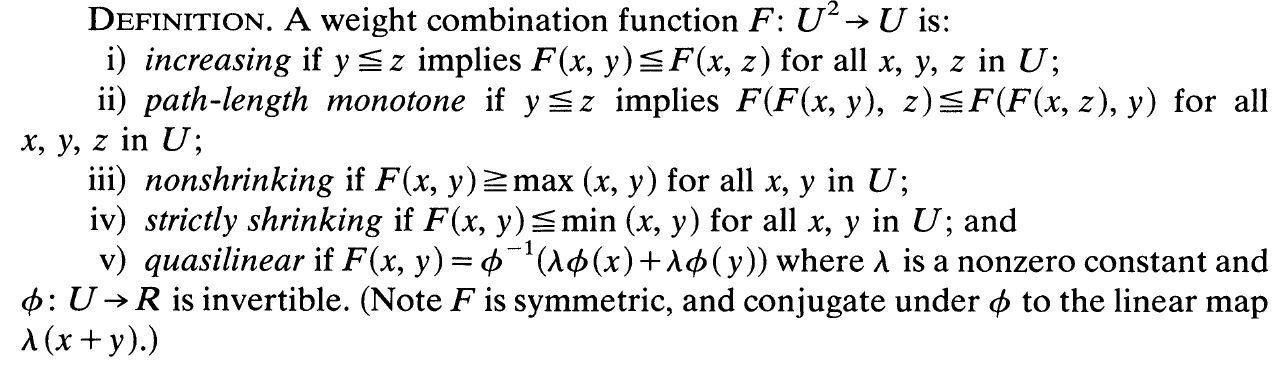 DEFINITION. A weight combination function F: U² → U is:
i) increasing if y ≦ z implies F(x, y) ≦ F(x, z) for all x, y, z in U;
ii) path-length monotone if y ≦ z implies F(F(x, y), z) ≦ F(F(x, z), y) for all
x, y, z in U;
iii) nonshrinking if F(x, y) ≧ max (x, y) for all x, y in U;
iv) strictly shrinking if F(x, y) ≦ min (x, y) for all x, y in U; and
v) quasilinear if F(x, y) = ϕ⁻¹(λϕ(x)+λϕ(y)) where λ is a nonzero constant and
ϕ: U → R is invertible. (Note F is symmetric, and conjugate under ϕ to the linear map
λ(x + y).)